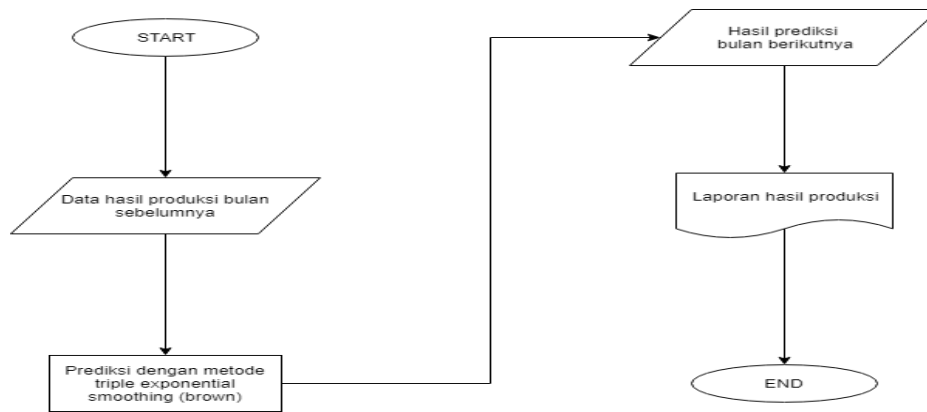 START
Data hasil produksi bulan
sebelumnya
Prediksi dengan metode
triple exponential
smoothing (brown)
Hasil prediksi
bulan berikutnya
Laporan hasil produksi
END